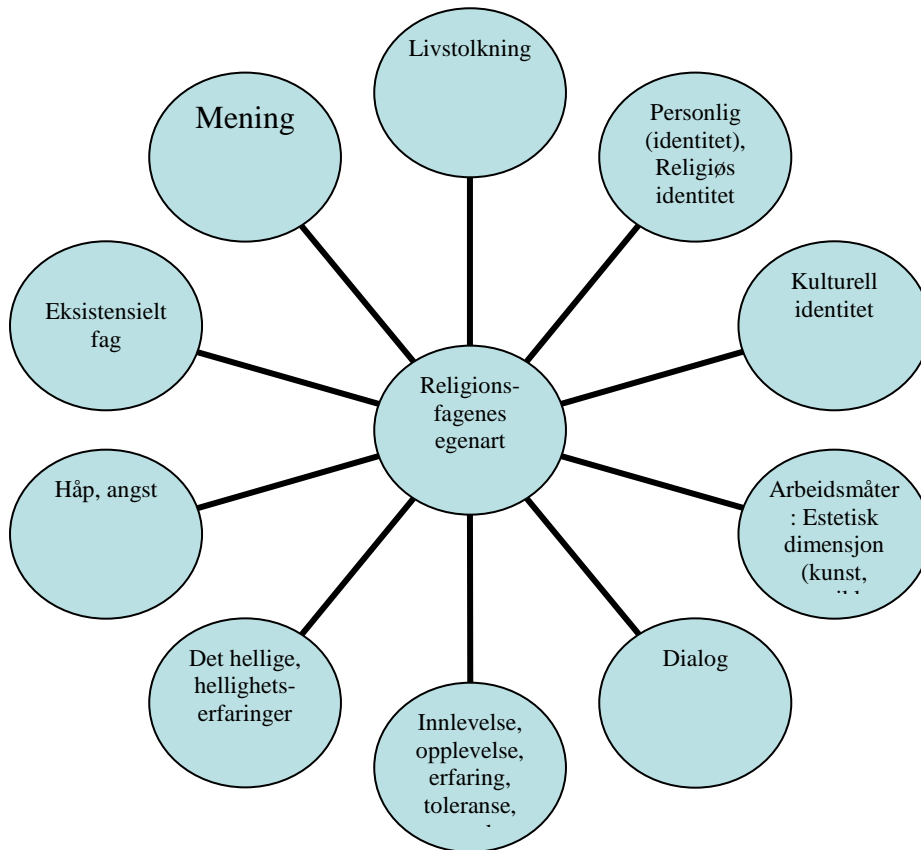 Livstolkning
Mening
Personlig
(identitet),
Religiøs
identitet
Eksistensielt
fag
Kulturell
identitet
Religions-
fagenes
egenart
Håp, angst
Arbeidsmåter
: Estetisk
dimensjon
(kunst,
Det hellige,
hellighets-
erfaringer
Dialog
Innlevelse,
opplevelse,
erfaring,
toleranse,